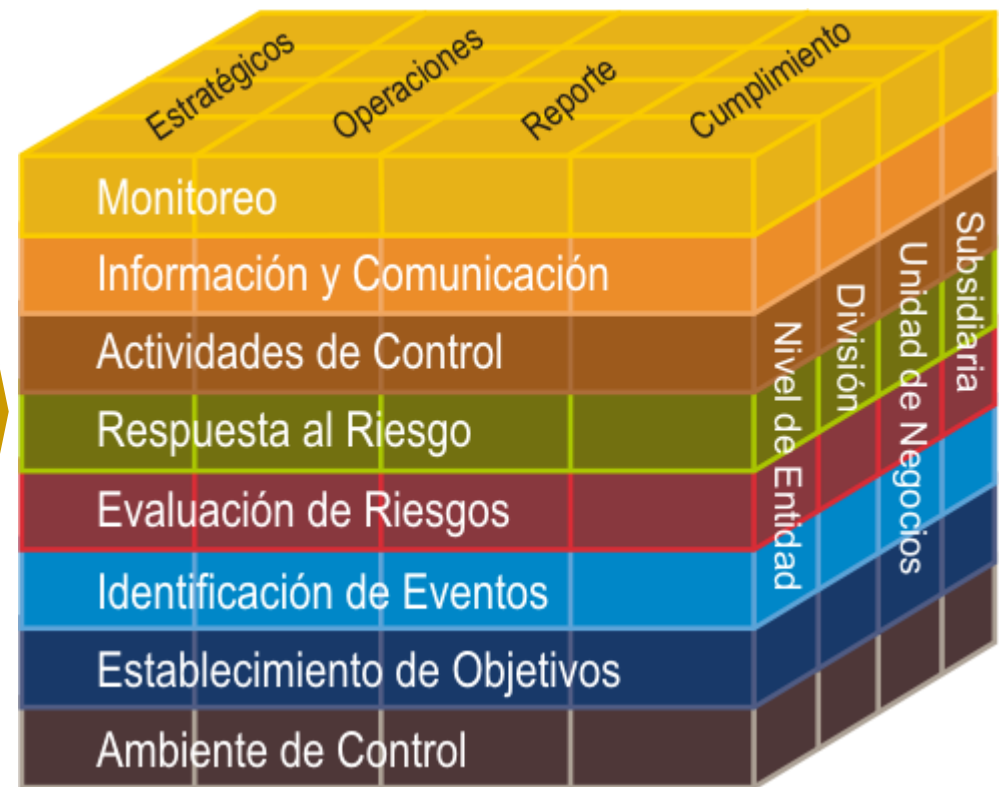 Estratégicos
Operaciones
Reporte
Cumplimiento
Monitoreo
Información y Comunicación
Actividades de Control
Respuesta al Riesgo
Evaluación de Riesgos
Identificación de Eventos
Establecimiento de Objetivos
Ambiente de Control
Nivel de Entidad
División
Unidad de Negocios
Subsidiaria